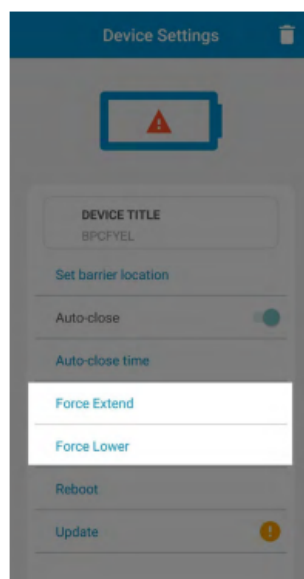 Device Settings
DEVICE TITLE
BPCFYEL
Set barrier location
Auto-close
Auto-close time
Force Extend
Force Lower
Reboot
Update